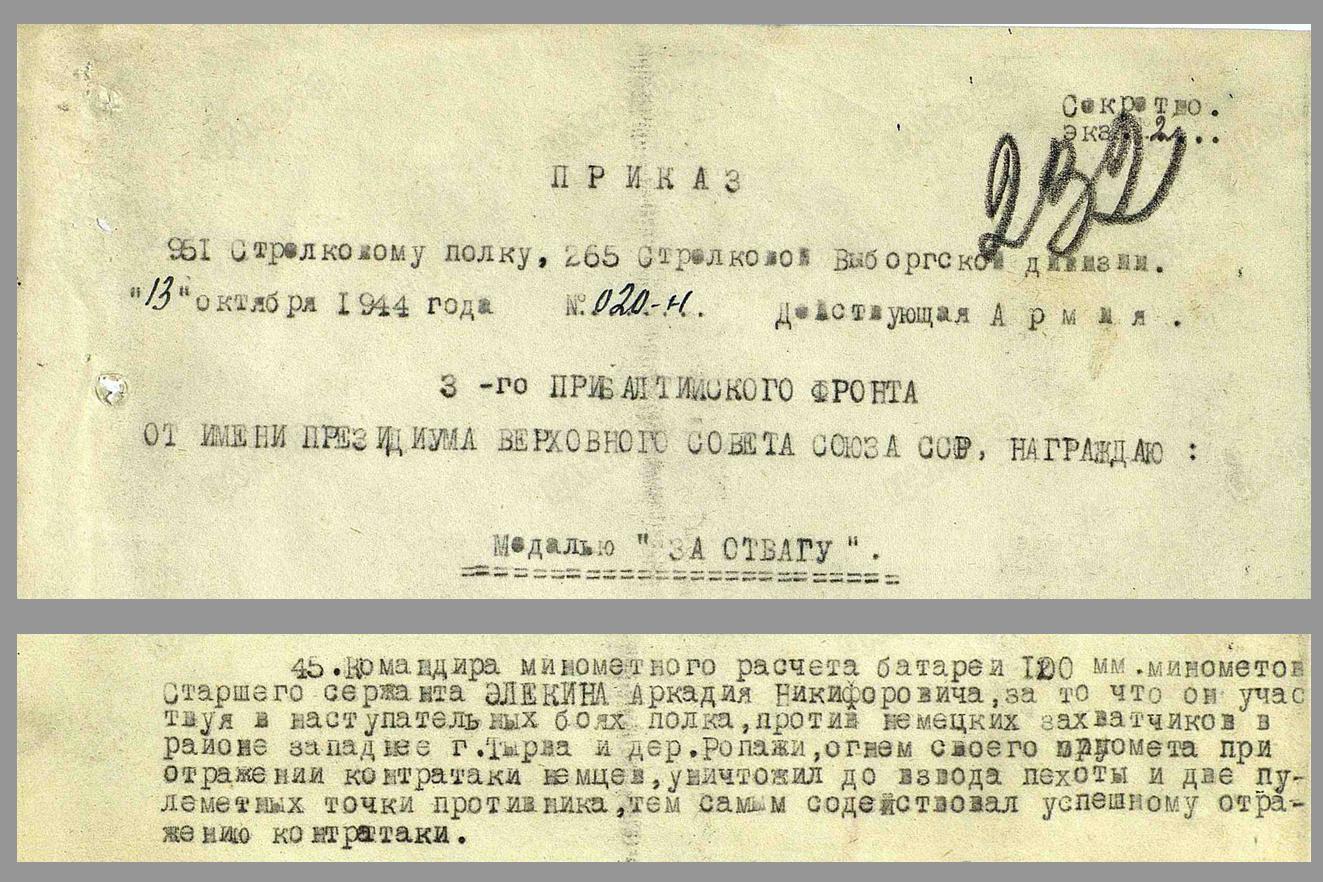 Секретно.
экз. 2 ..
232
ПРИКАЗ
951 Стрелковому полку, 265 Стрелковой Выборгской дивизии.
"13" октября 1944 года № 020-н. Действующая Армия.
3 -го ПРИБАЛТИЙСКОГО ФРОНТА
ОТ ИМЕНИ ПРЕЗИДИУМА ВЕРХОВНОГО СОВЕТА СОЮЗА ССР, НАГРАЖДАЮ :
Медалью " ЗА ОТВАГУ ".
45.Командира минометного расчета батареи 120 мм.минометов
Старшего сержанта ЭЛЕКИНА Аркадия Никифоровича,за то что он учас
твуя в наступательных боях полка,против немецких захватчиков в
районе западнее г.Тырва и дер.Ропажи,огнем своего миномета при
отражении контратаки немцев,уничтожил до взвода пехоты и две пу-
леметных точки противника,тем самым содействовал успешному отра-
жению контратаки.